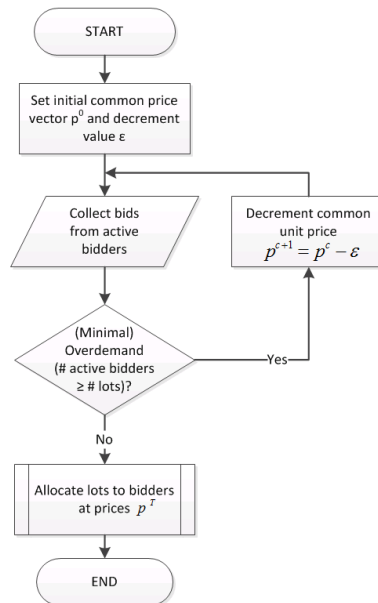 START
Set initial common price
vector p⁰ and decrement
value ε
Collect bids
from active
bidders
Decrement common
unit price
pᶜ⁺¹ = pᶜ − ε
(Minimal)
Overdemand
(# active bidders
≥ # lots)?
Yes
No
Allocate lots to bidders
at prices p ᵀ
END